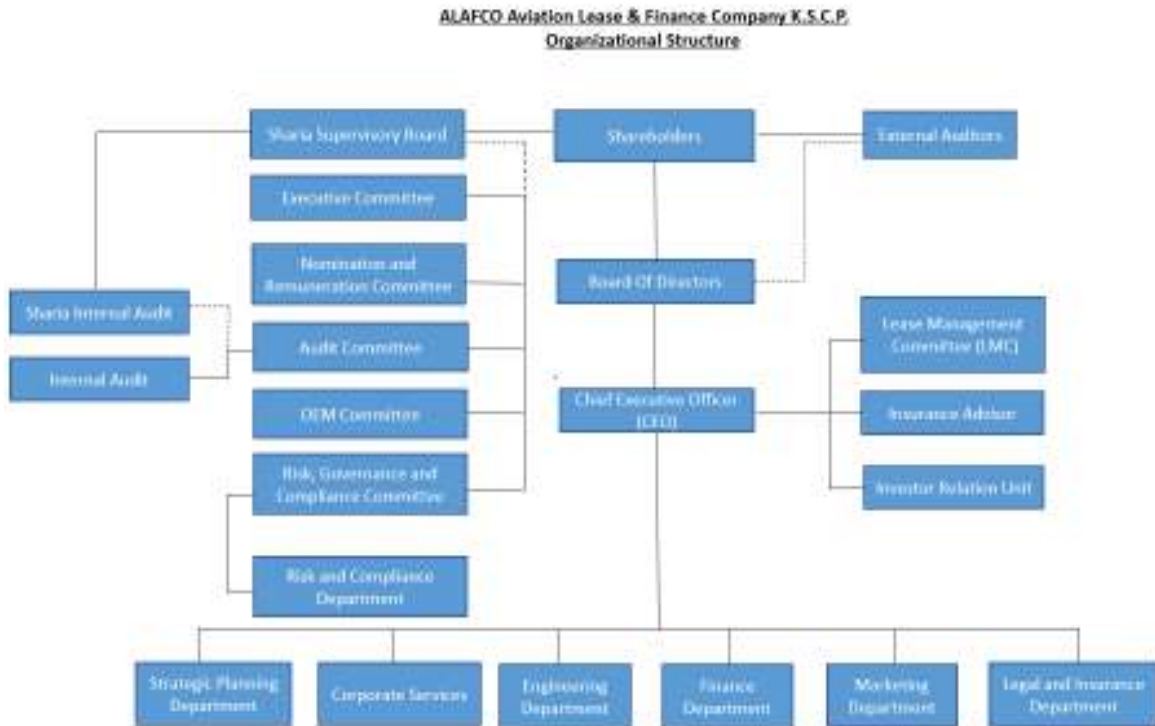 ALAFCO Aviation Lease & Finance Company K.S.C.P.
Organizational Structure
Sharia Supervisory Board
Shareholders
External Auditors
Executive Committee
Nomination and
Remuneration Committee
Board Of Directors
Sharia Internal Audit
Lease Management
Committee (LMC)
Audit Committee
Internal Audit
Chief Executive Officer
(CEO)
OEM Committee
Insurance Advisor
Risk, Governance and
Compliance Committee
Investor Relation Unit
Risk and Compliance
Department
Strategic Planning
Department
Corporate Services
Engineering
Department
Finance
Department
Marketing
Department
Legal and Insurance
Department